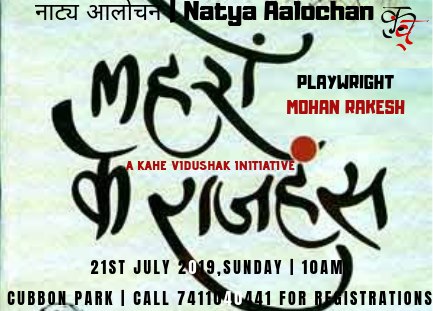 नाट्य आलोचन | Natya Aalochan
लहरों
PLAYWRIGHT
MOHAN RAKESH
A KAHE VIDUSHAK INITIATIVE
के राजहंस
21ST JULY 2019,SUNDAY | 10AM
CUBBON PARK | CALL 7411040441 FOR REGISTRATIONS